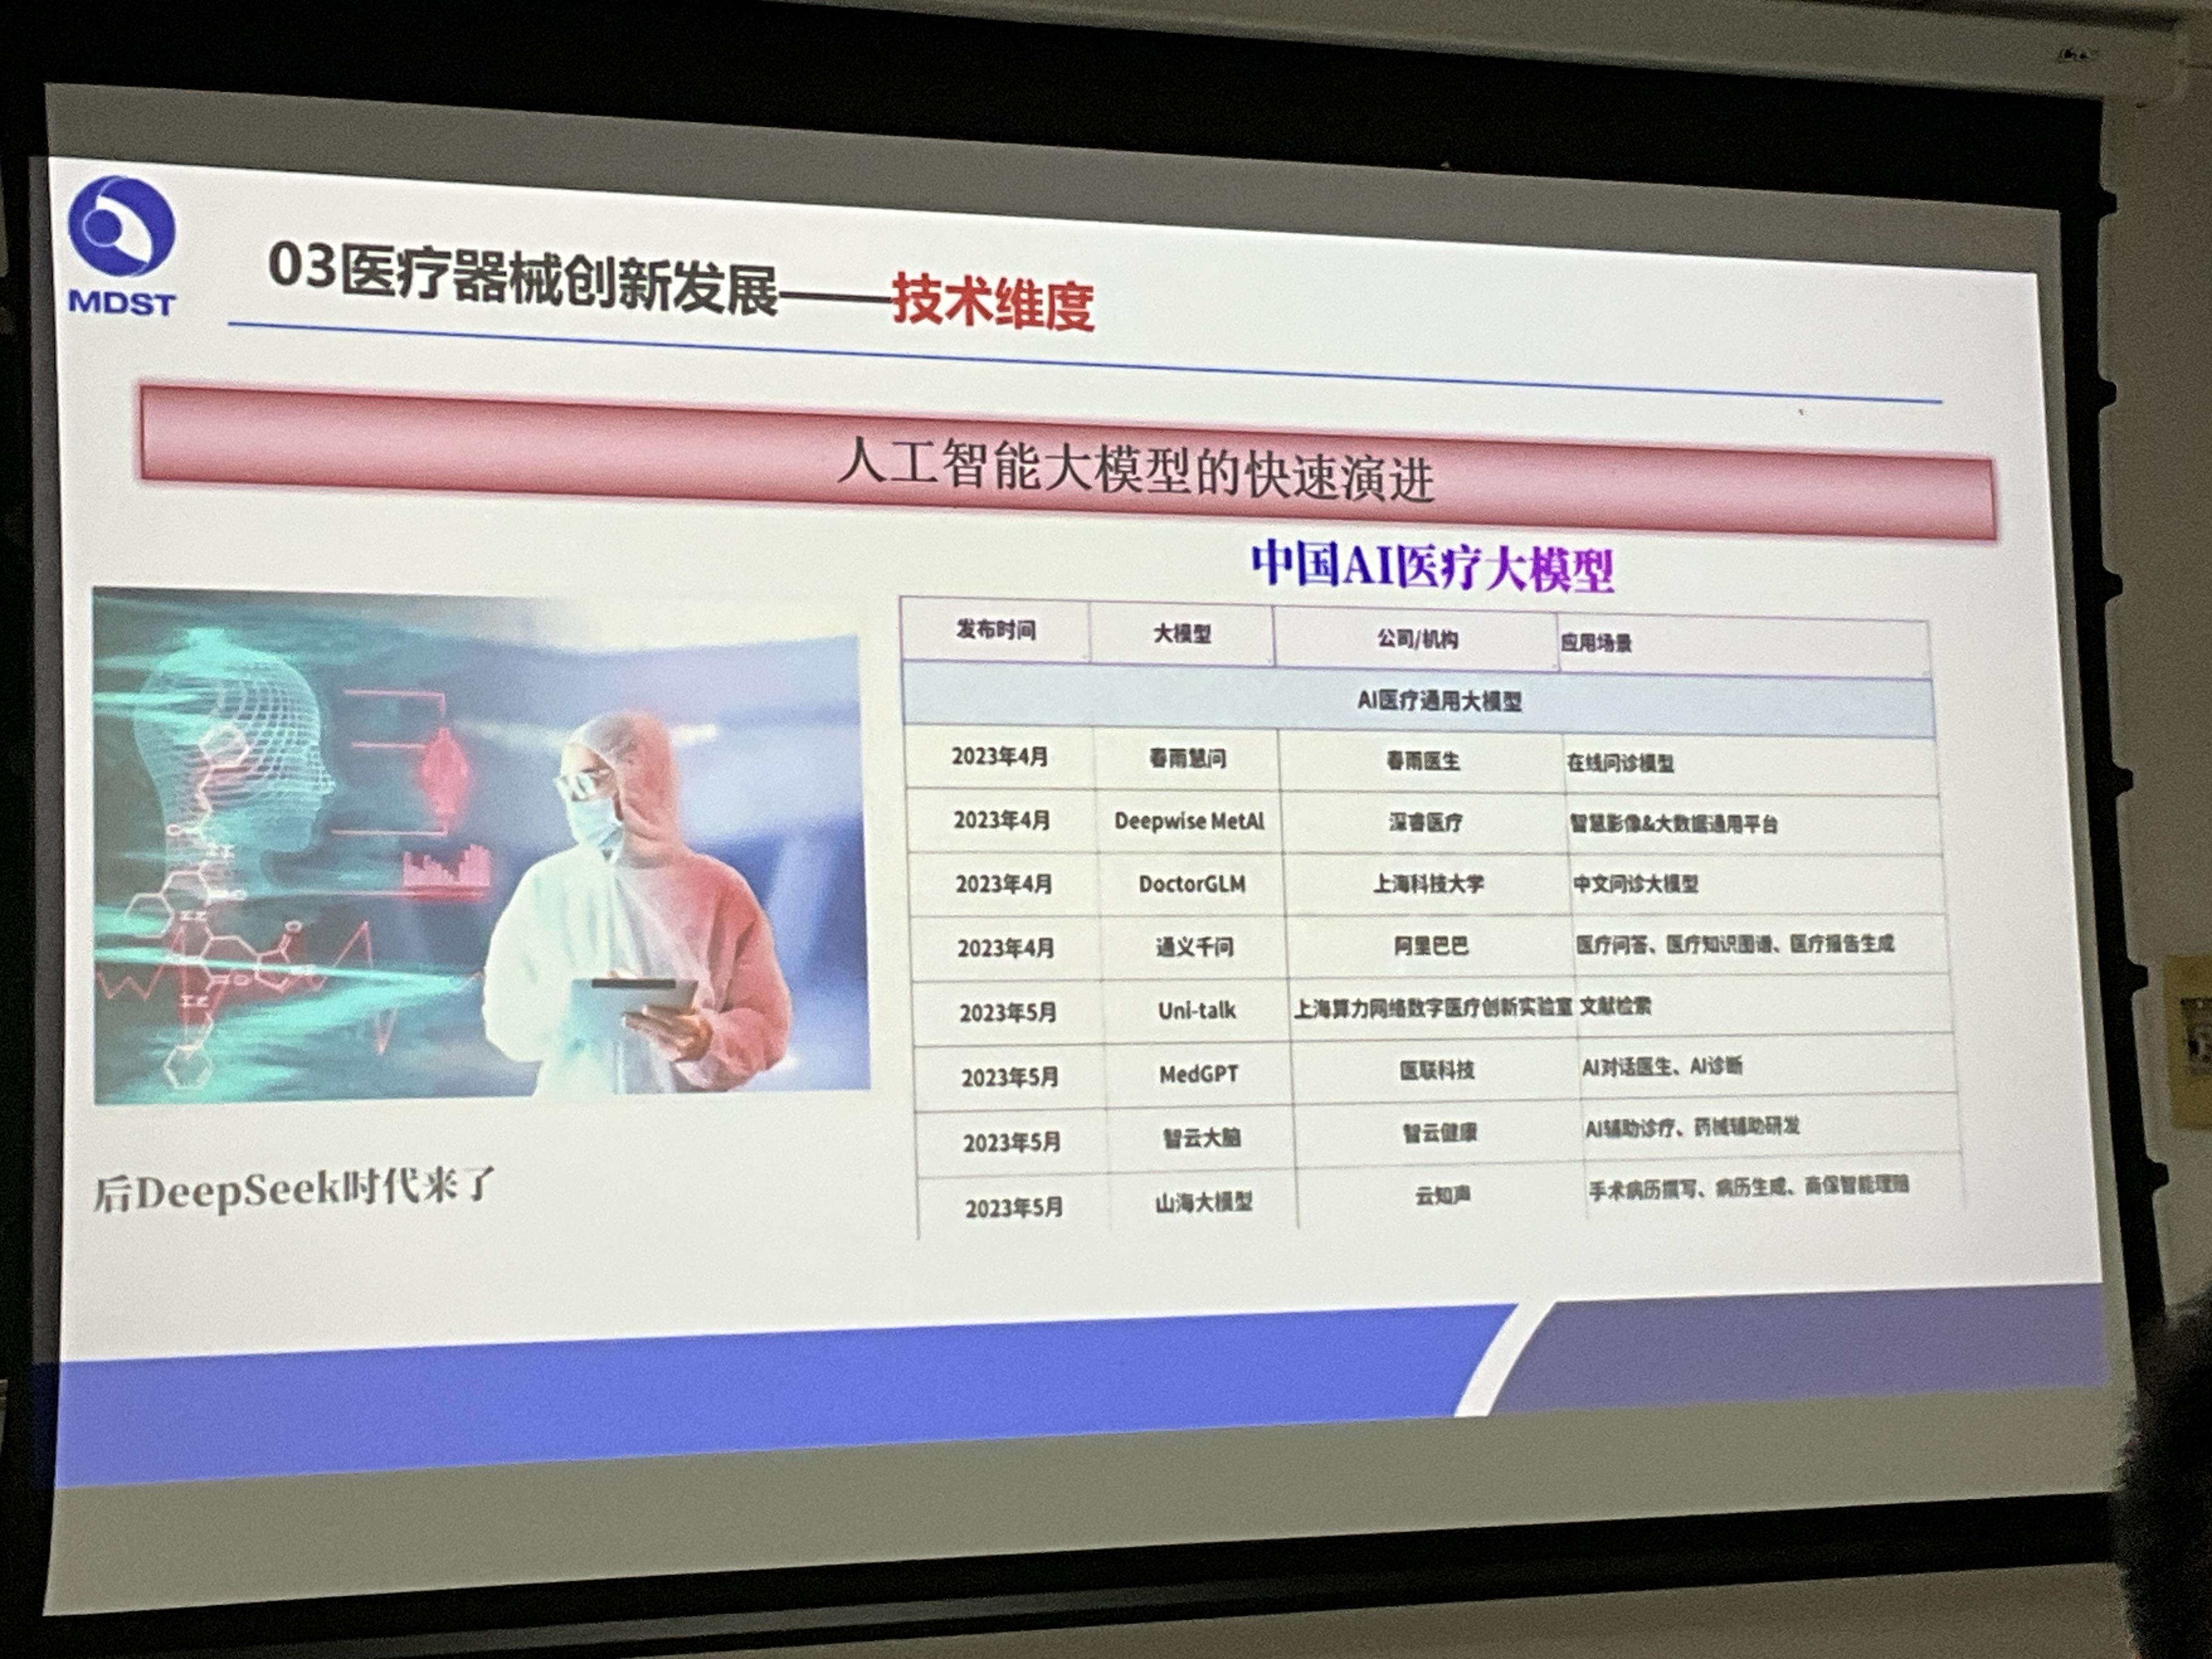 MDST
03医疗器械创新发展——技术维度
人工智能大模型的快速演进
中国AI医疗大模型
发布时间 大模型 公司/机构 应用场景
AI医疗通用大模型
2023年4月 春雨慧问 春雨医生 在线问诊模型
2023年4月 Deepwise MetAI 深睿医疗 智慧影像&大数据通用平台
2023年4月 DoctorGLM 上海科技大学 中文问诊大模型
2023年4月 通义千问 阿里巴巴 医疗问答、医疗知识图谱、医疗报告生成
2023年5月 Uni-talk 上海算力网络数字医疗创新实验室 文献检索
2023年5月 MedGPT 医联科技 AI对话医生、AI诊断
2023年5月 智云大脑 智云健康 AI辅助诊疗、药械辅助研发
2023年5月 山海大模型 云知声 手术病历撰写、病历生成、商保智能理赔
后DeepSeek时代来了